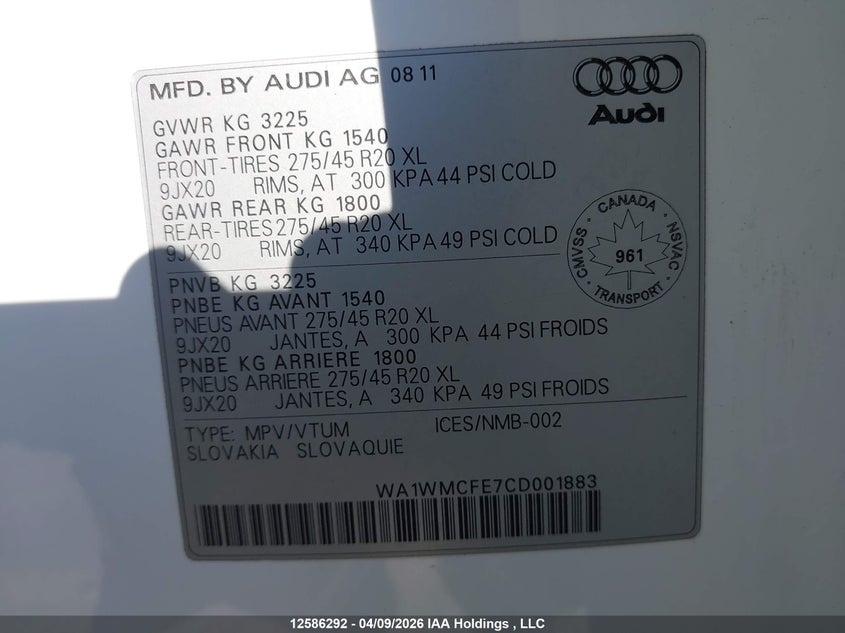 MFD. BY AUDI AG 08 11
Audi
GVWR KG 3225
GAWR FRONT KG 1540
FRONT-TIRES 275/45 R20 XL
9JX20 RIMS, AT 300 KPA 44 PSI COLD
GAWR REAR KG 1800
REAR-TIRES 275/45 R20 XL
9JX20 RIMS, AT 340 KPA 49 PSI COLD
CMVSS • CANADA • NSVAC • TRANSPORT •
961
PNVB KG 3225
PNBE KG AVANT 1540
PNEUS AVANT 275/45 R20 XL
9JX20 JANTES, A 300 KPA 44 PSI FROIDS
PNBE KG ARRIERE 1800
PNEUS ARRIERE 275/45 R20 XL
9JX20 JANTES, A 340 KPA 49 PSI FROIDS
TYPE: MPV/VTUM ICES/NMB-002
SLOVAKIA SLOVAQUIE
WA1WMCFE7CD001883
12586292 - 04/09/2026 IAA Holdings , LLC